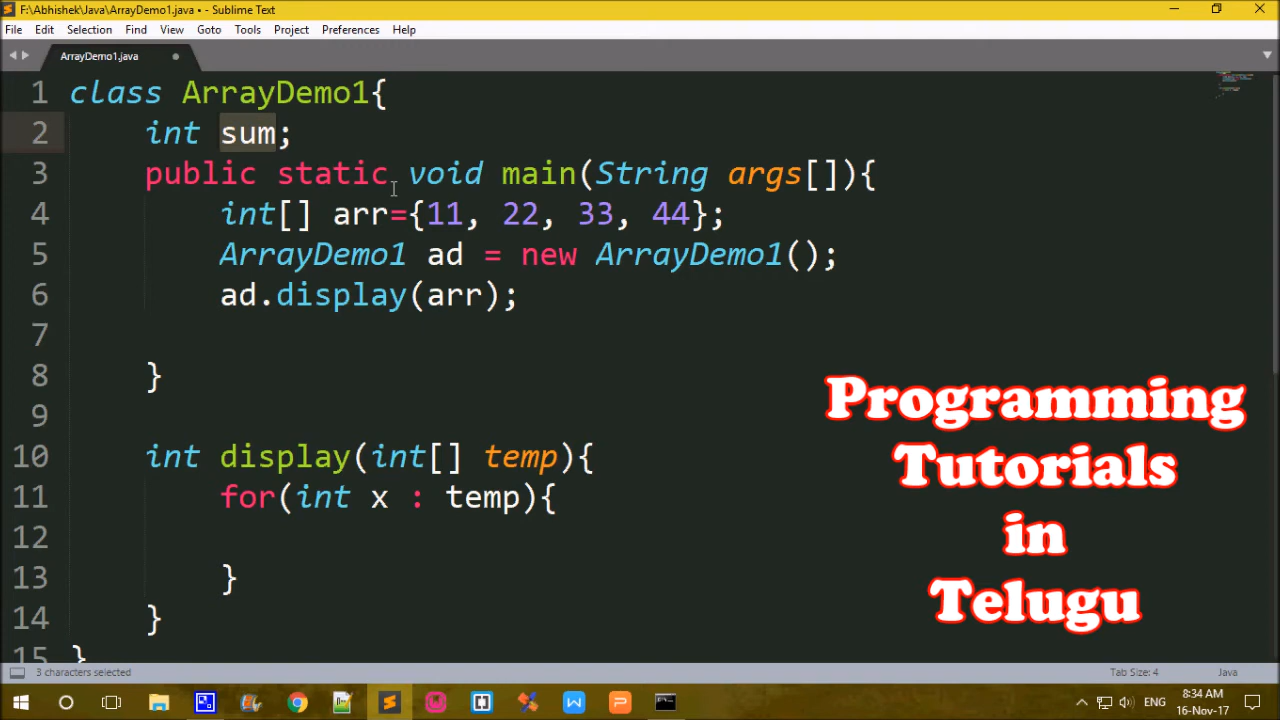 F:\Abhishek\Java\ArrayDemo1.java • - Sublime Text
File Edit Selection Find View Goto Tools Project Preferences Help
ArrayDemo1.java
1 class ArrayDemo1{
2 int sum;
3 public static void main(String args[]){
4 int[] arr={11, 22, 33, 44};
5 ArrayDemo1 ad = new ArrayDemo1();
6 ad.display(arr);
7
8 }
9
10 int display(int[] temp){
11 for(int x : temp){
12
13 }
14 }
15 }
Programming
Tutorials
in
Telugu
3 characters selected Tab Size: 4 Java
ENG 8:34 AM
16-Nov-17